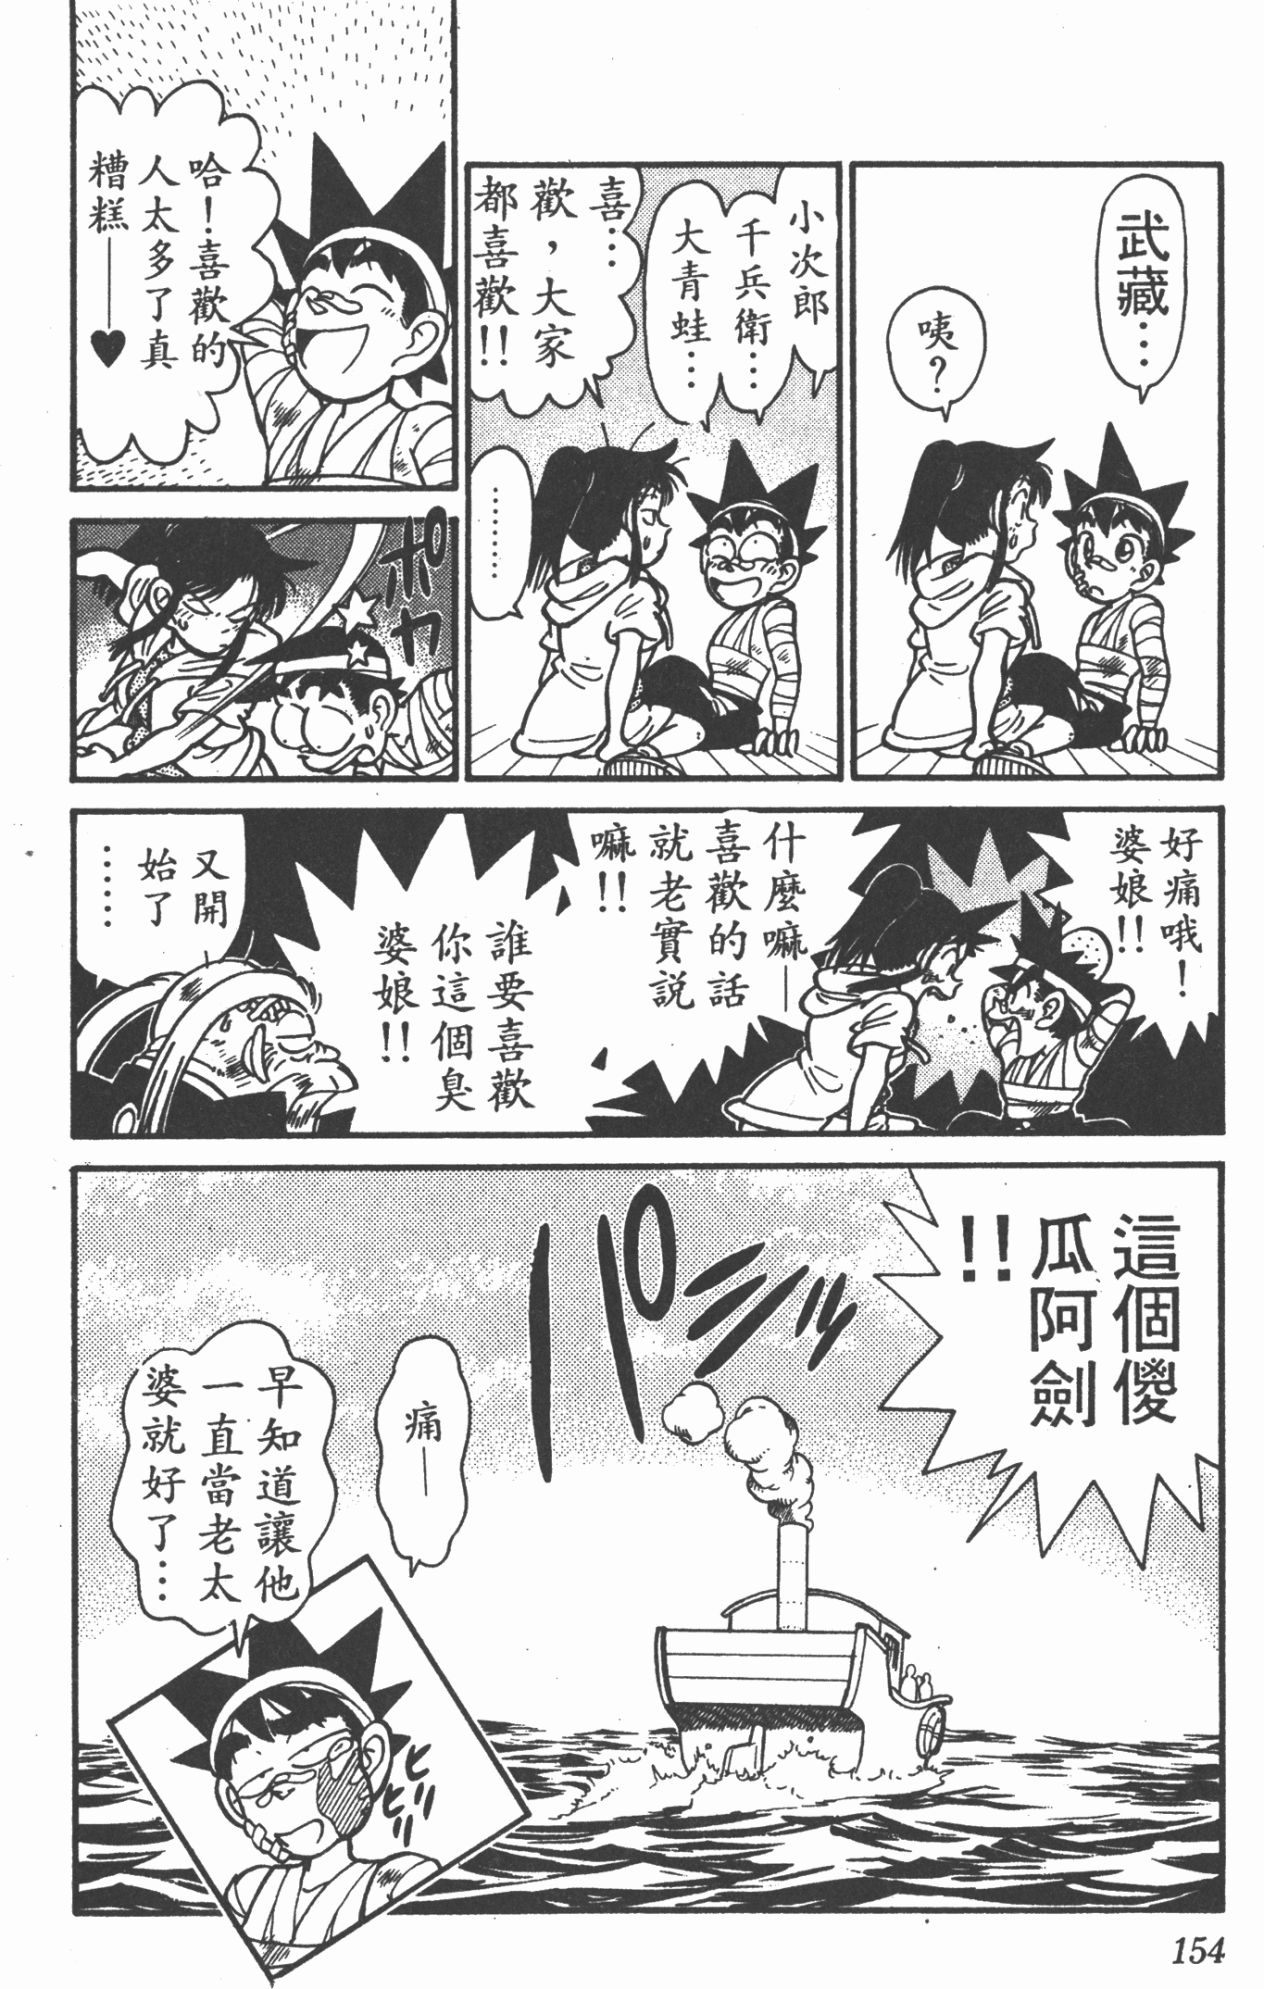 武藏…
咦？
小次郎
千兵衛…
大青蛙…
喜…
歡，大家
都喜歡!!
………
哈！喜歡的
人太多了真
糟糕—♥
ポカ
好痛哦！
婆娘!!
什麼嘛—
喜歡的話
就老實說
嘛!!
誰要喜歡
你這個臭
婆娘!!
又開
始了
……
這個傻
瓜阿劍
!!
パシッ
痛—
早知道讓他
一直當老太
婆就好了…
ヒリヒリ
154